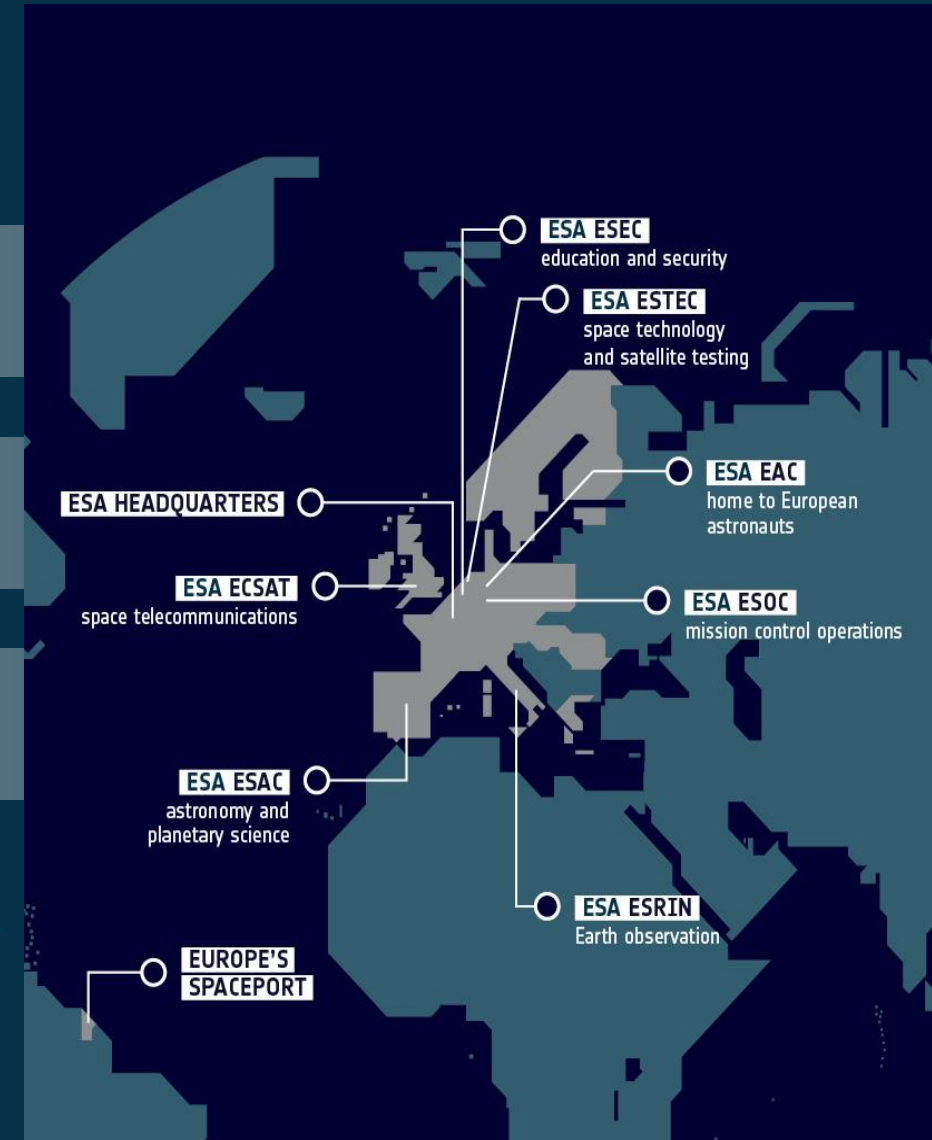 ESA ESEC
education and security
ESA ESTEC
space technology
and satellite testing
ESA EAC
home to European
astronauts
ESA HEADQUARTERS
ESA ECSAT
space telecommunications
ESA ESOC
mission control operations
ESA ESAC
astronomy and
planetary science
ESA ESRIN
Earth observation
EUROPE'S
SPACEPORT